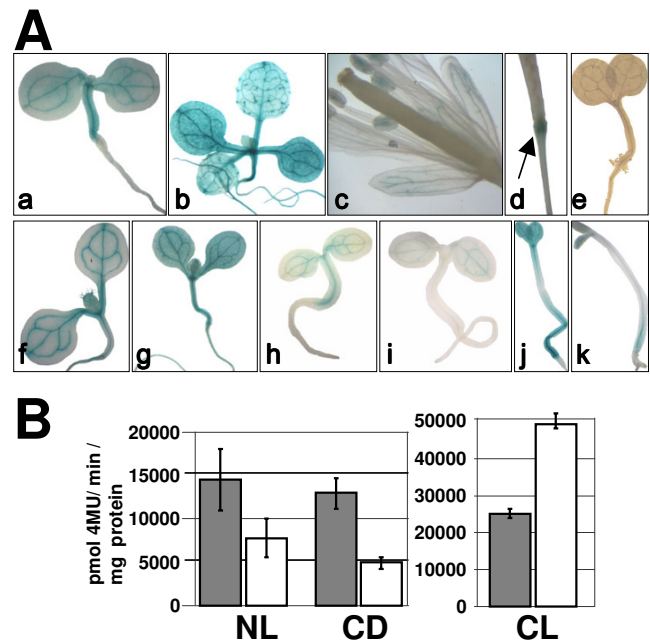 A
a b c d e
f g h i j k
B
pmol 4MU/ min /
mg protein
20000
15000
10000
5000
0
NL CD
50000
40000
30000
20000
10000
0
CL